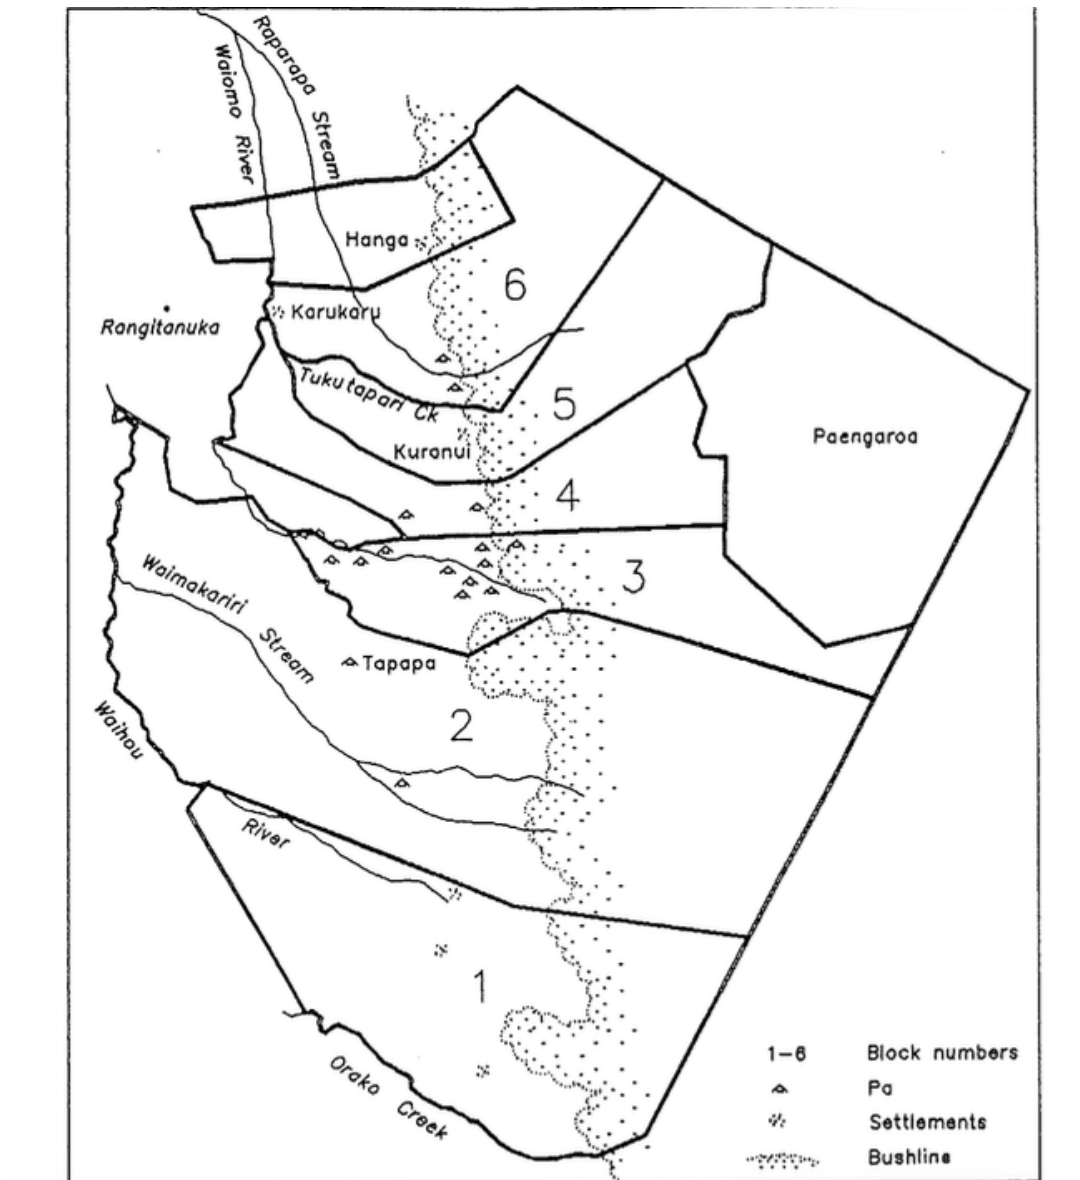 Raparapa Stream
Waiomo River
Hanga
6
Karukaru
Rangitanuka
Tukutapari Ck
5
Kuranui
Paengaroa
4
3
Waimakariri Stream
Tapapa
2
Waihou River
1
Orako Creek
1-6 Block numbers
Pa
Settlements
Bushline